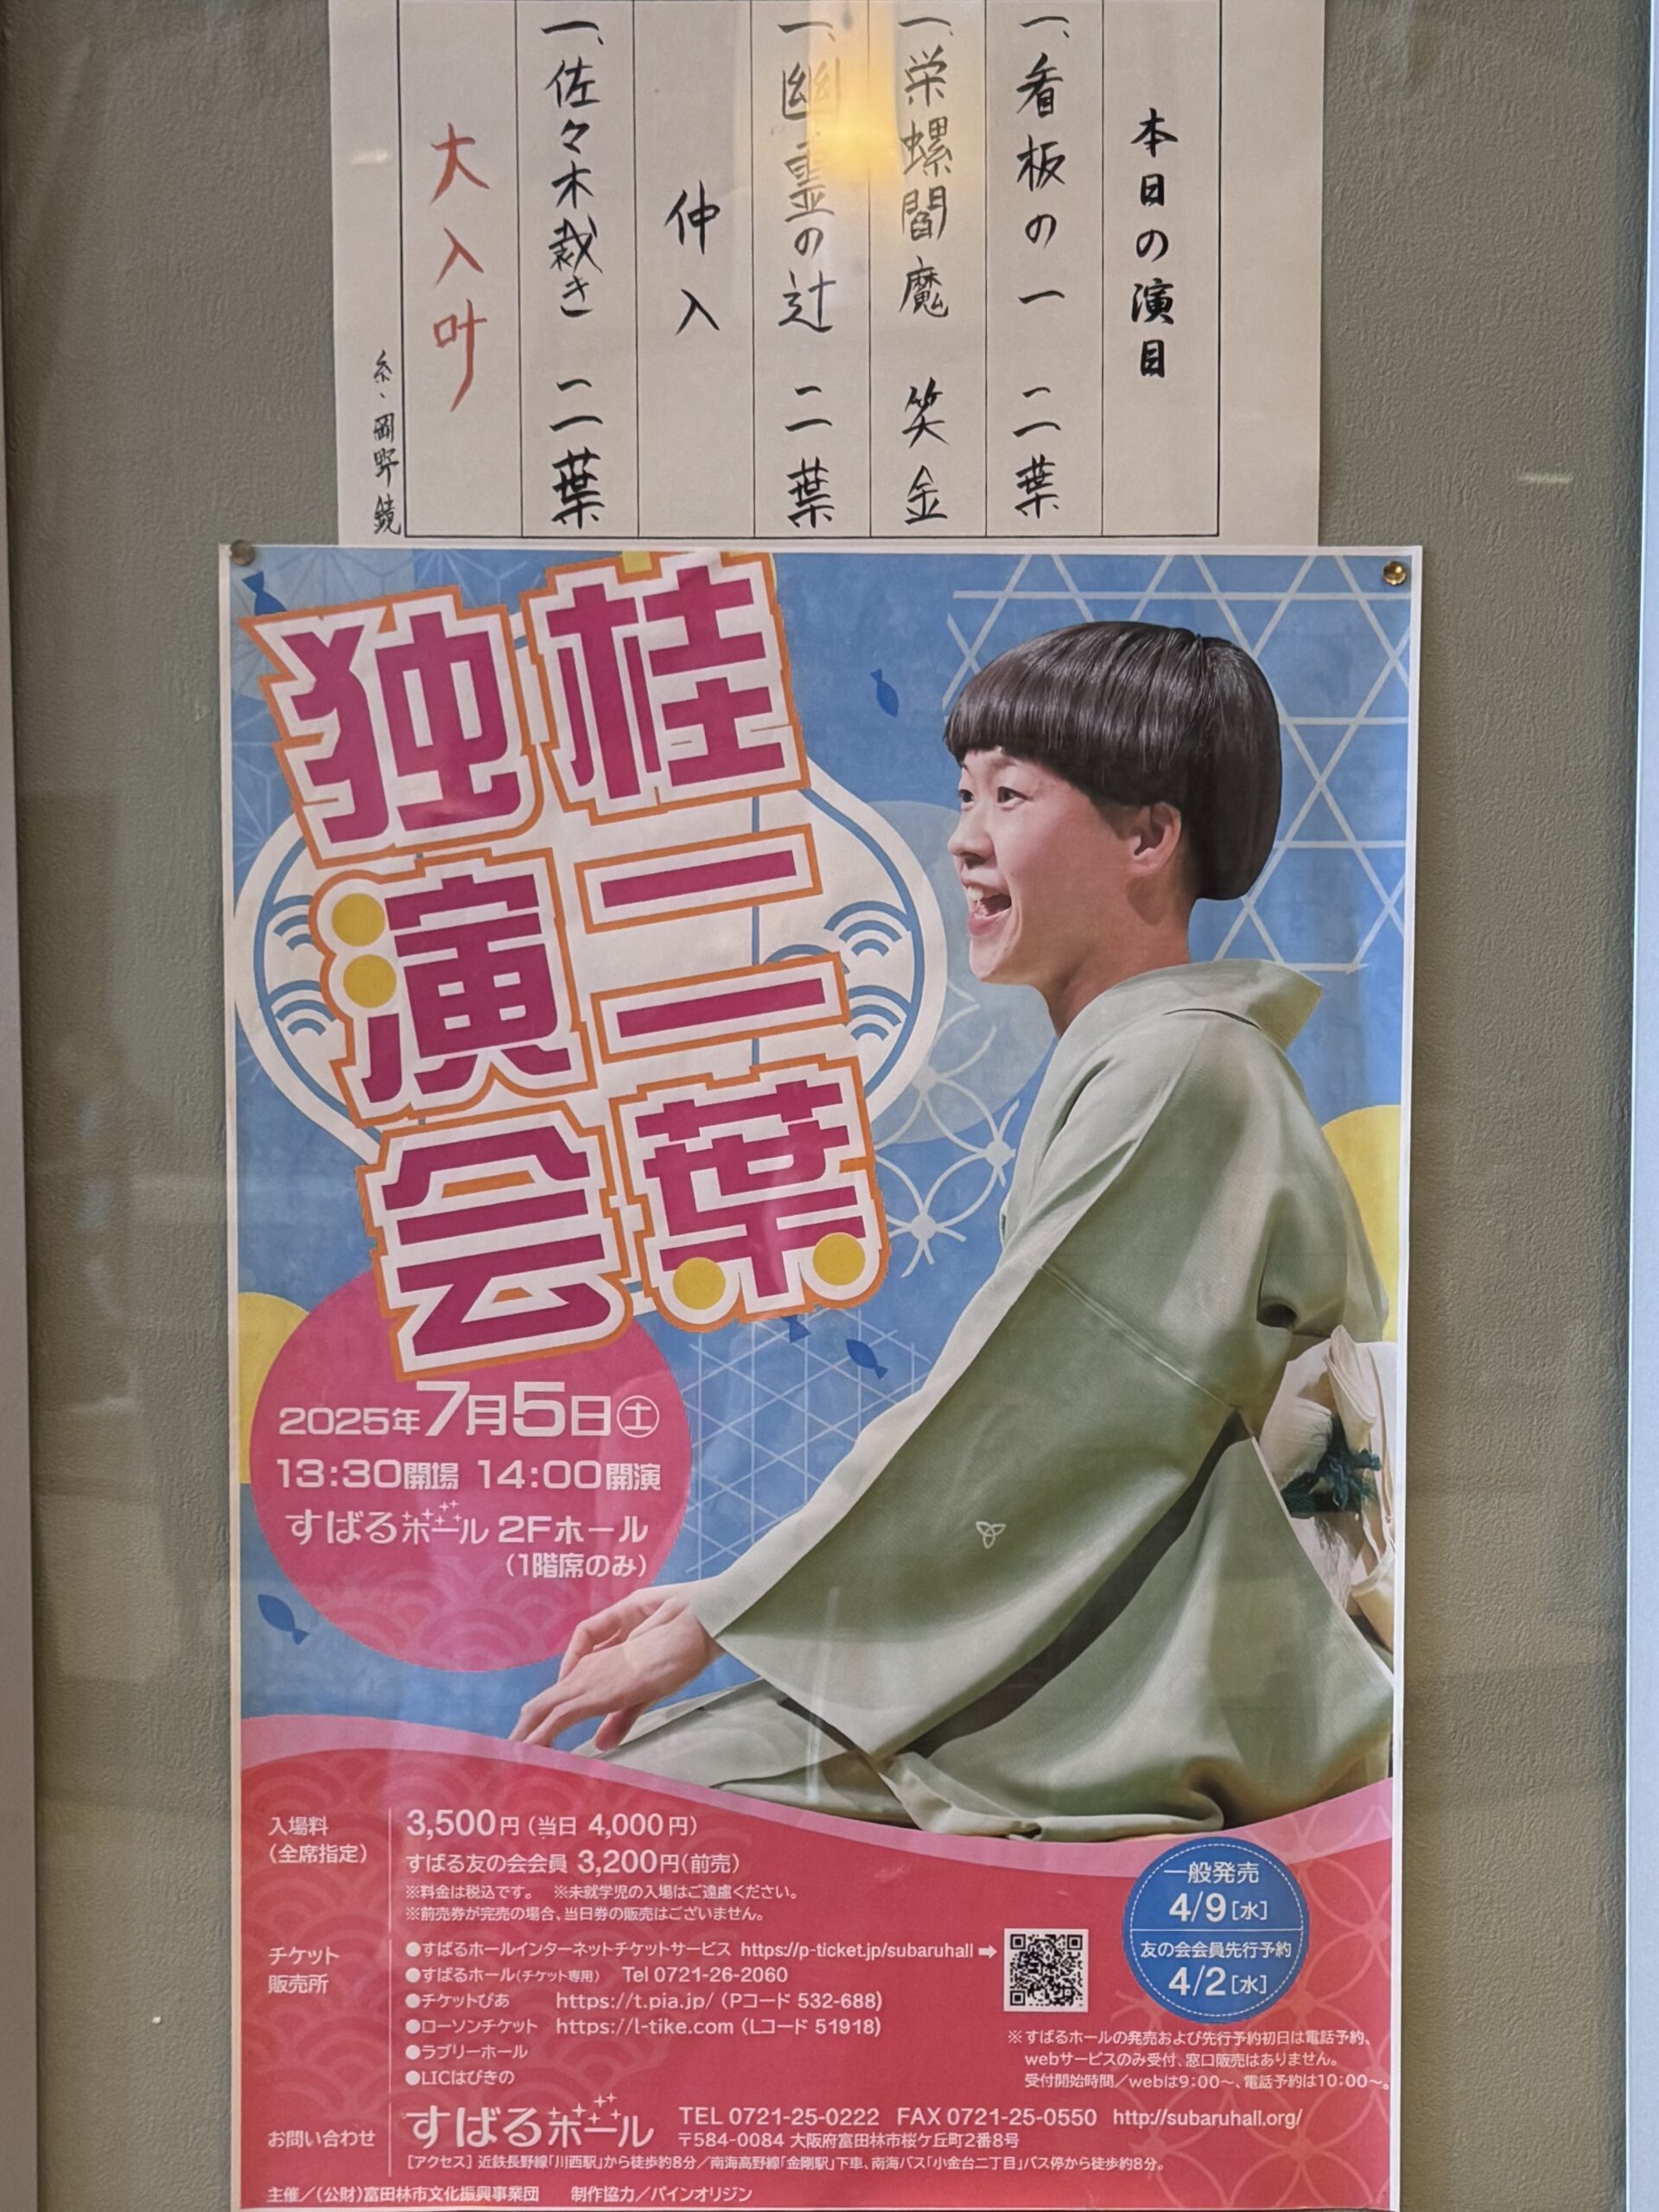 本日の演目
一、看板の一 二葉
一、栄螺閻魔 笑金
一、幽霊の辻 二葉
仲入
一、佐々木裁き 二葉
大入叶
糸、岡野鏡
桂二葉
独演会
2025年7月5日㊏
13:30開場 14:00開演
すばるホール 2Fホール
(1階席のみ)
入場料
(全席指定)
3,500円(当日 4,000円)
すばる友の会会員 3,200円(前売)
※料金は税込です。 ※未就学児の入場はご遠慮ください。
※前売券が完売の場合、当日券の販売はございません。
チケット
販売所
●すばるホールインターネットチケットサービス https://p-ticket.jp/subaruhall ➡
●すばるホール(チケット専用) Tel 0721-26-2060
●チケットぴあ https://t.pia.jp/ (Pコード 532-688)
●ローソンチケット https://l-tike.com (Lコード 51918)
●ラブリーホール
●LICはびきの
一般発売
4/9[水]
友の会会員先行予約
4/2[水]
※すばるホールの発売および先行予約初日は電話予約、
webサービスのみ受付、窓口販売はありません。
受付開始時間/webは9:00〜、電話予約は10:00〜。
お問い合わせ
すばるホール
TEL 0721-25-0222 FAX 0721-25-0550 http://subaruhall.org/
〒584-0084 大阪府富田林市桜ケ丘町2番8号
[アクセス] 近鉄長野線「川西駅」から徒歩約8分/南海高野線「金剛駅」下車、南海バス「小金台二丁目」バス停から徒歩約8分。
主催/(公財)富田林市文化振興事業団 制作協力/パインオリジン